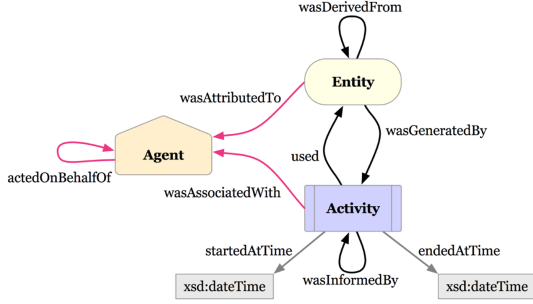 wasDerivedFrom
Entity
wasAttributedTo
wasGeneratedBy
used
Agent
actedOnBehalfOf
wasAssociatedWith
Activity
startedAtTime
endedAtTime
wasInformedBy
xsd:dateTime
xsd:dateTime